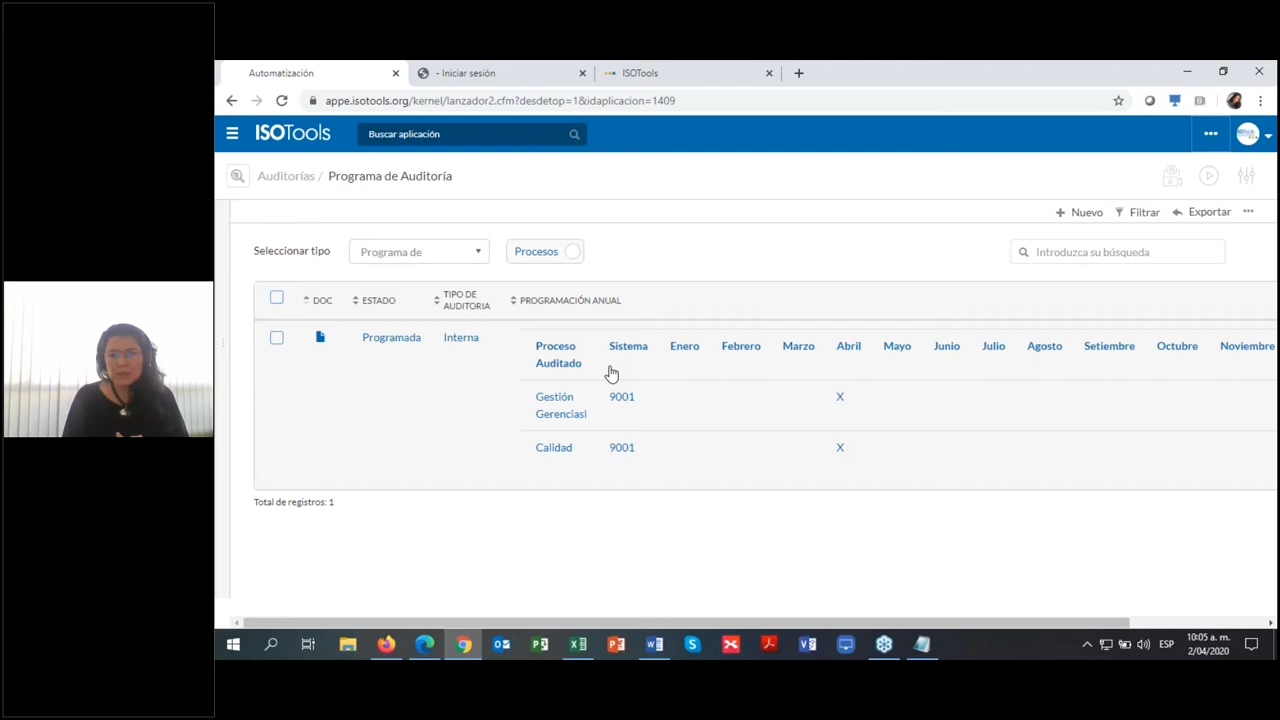 Automatización
- Iniciar sesión
ISOTools
appe.isotools.org/kernel/lanzador2.cfm?desdetop=1&idaplicacion=1409
ISOTools
Buscar aplicación
Auditorías / Programa de Auditoría
Nuevo
Filtrar
Exportar
Seleccionar tipo
Programa de
Procesos
Introduzca su búsqueda
DOC
ESTADO
TIPO DE
AUDITORIA
PROGRAMACIÓN ANUAL
Programada
Interna
Proceso
Auditado
Sistema
Enero
Febrero
Marzo
Abril
Mayo
Junio
Julio
Agosto
Setiembre
Octubre
Noviembre
Gestión
Gerenciasl
9001
X
Calidad
9001
X
Total de registros: 1
ESP
10:05 a. m.
2/04/2020